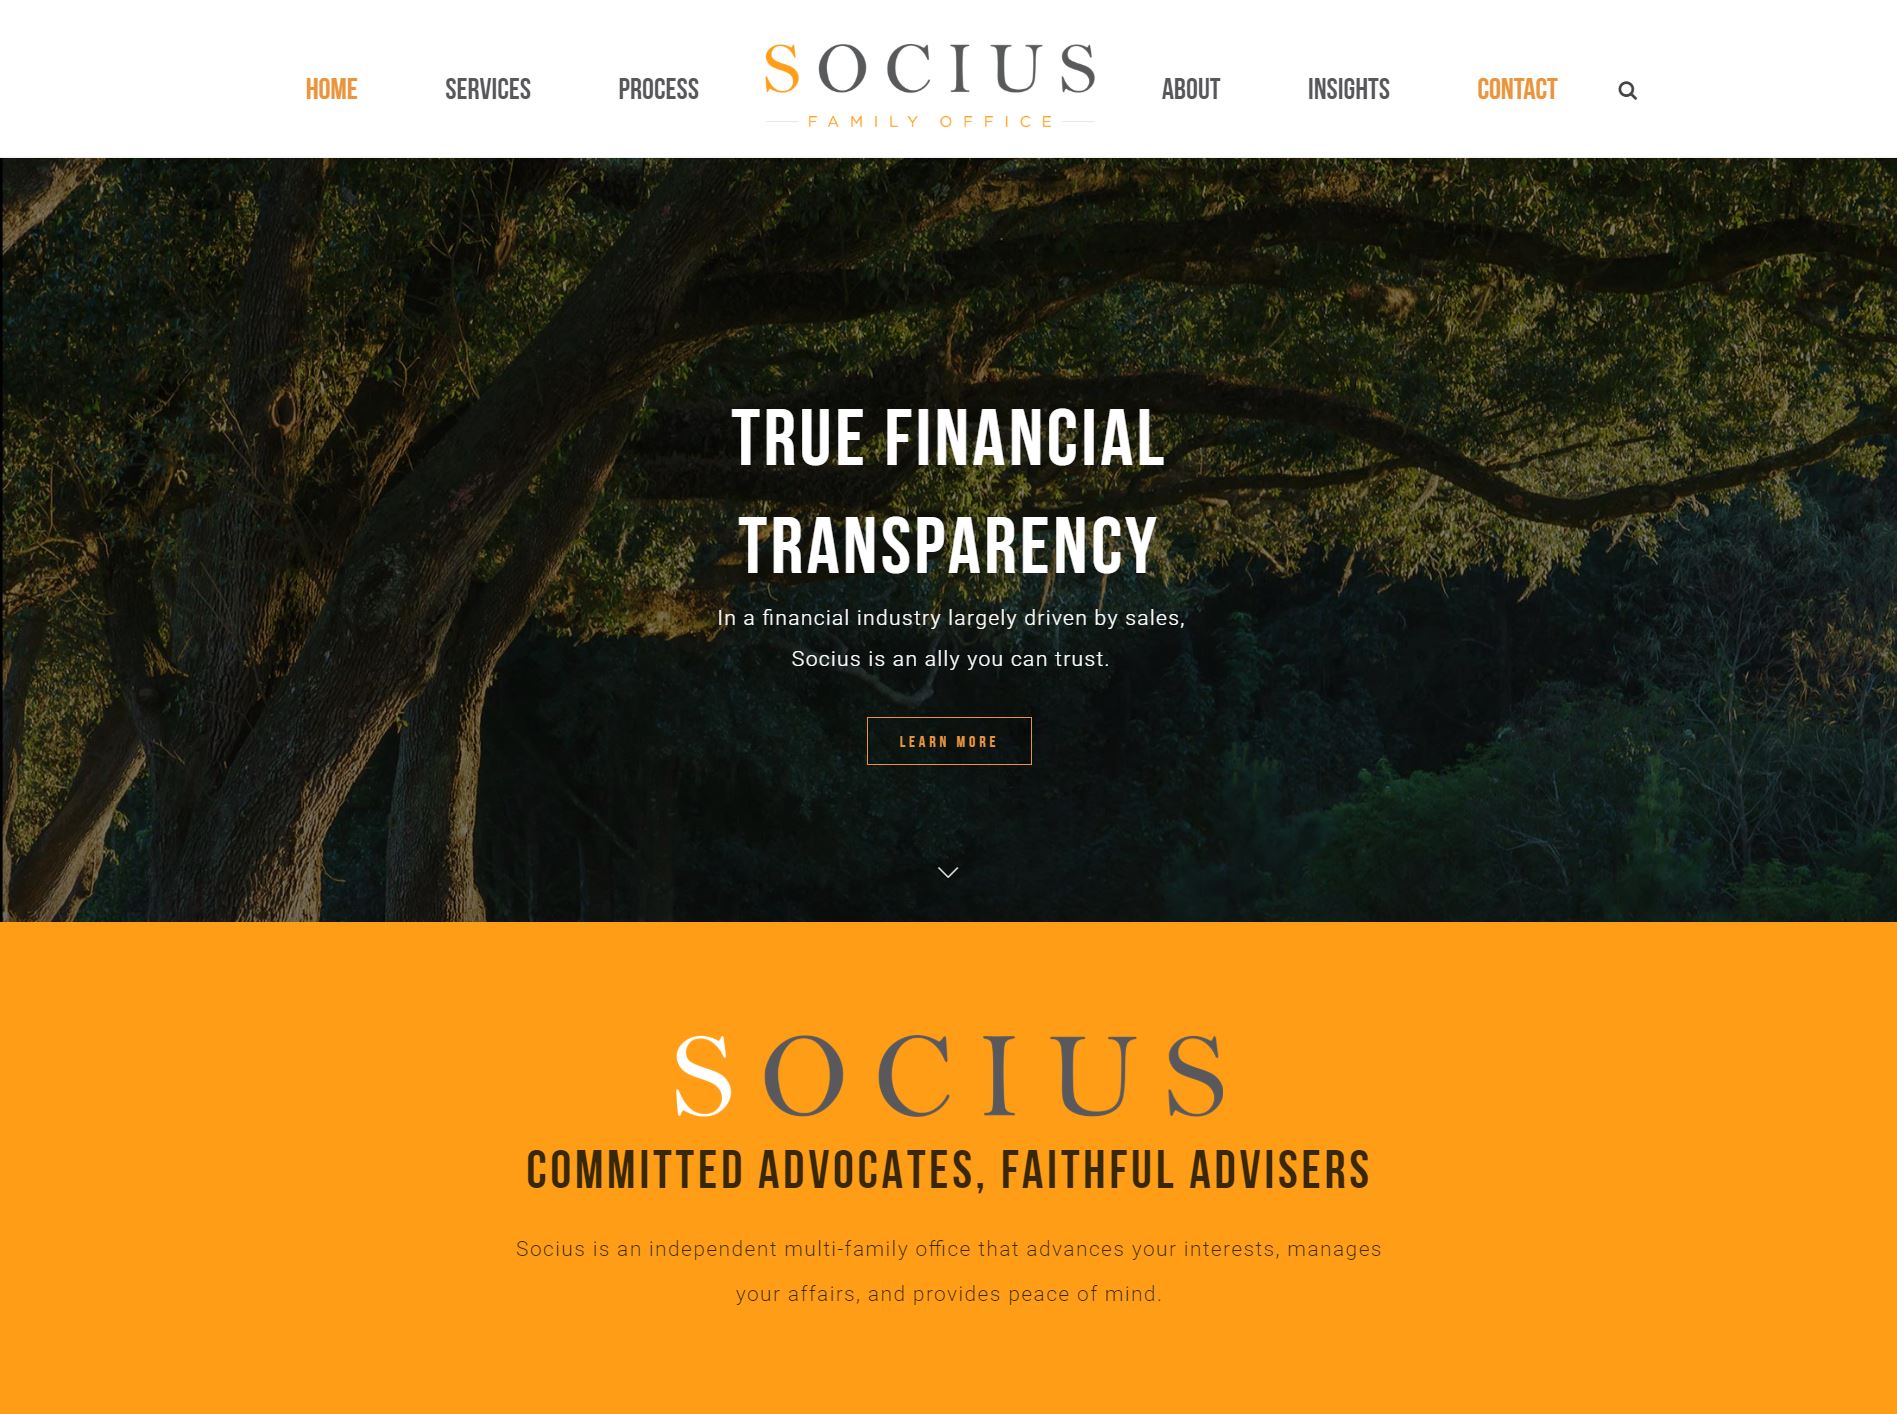 HOME
SERVICES
PROCESS
SOCIUS
FAMILY OFFICE
ABOUT
INSIGHTS
CONTACT
TRUE FINANCIAL
TRANSPARENCY
In a financial industry largely driven by sales,
Socius is an ally you can trust.
LEARN MORE
SOCIUS
COMMITTED ADVOCATES, FAITHFUL ADVISERS
Socius is an independent multi-family office that advances your interests, manages
your affairs, and provides peace of mind.